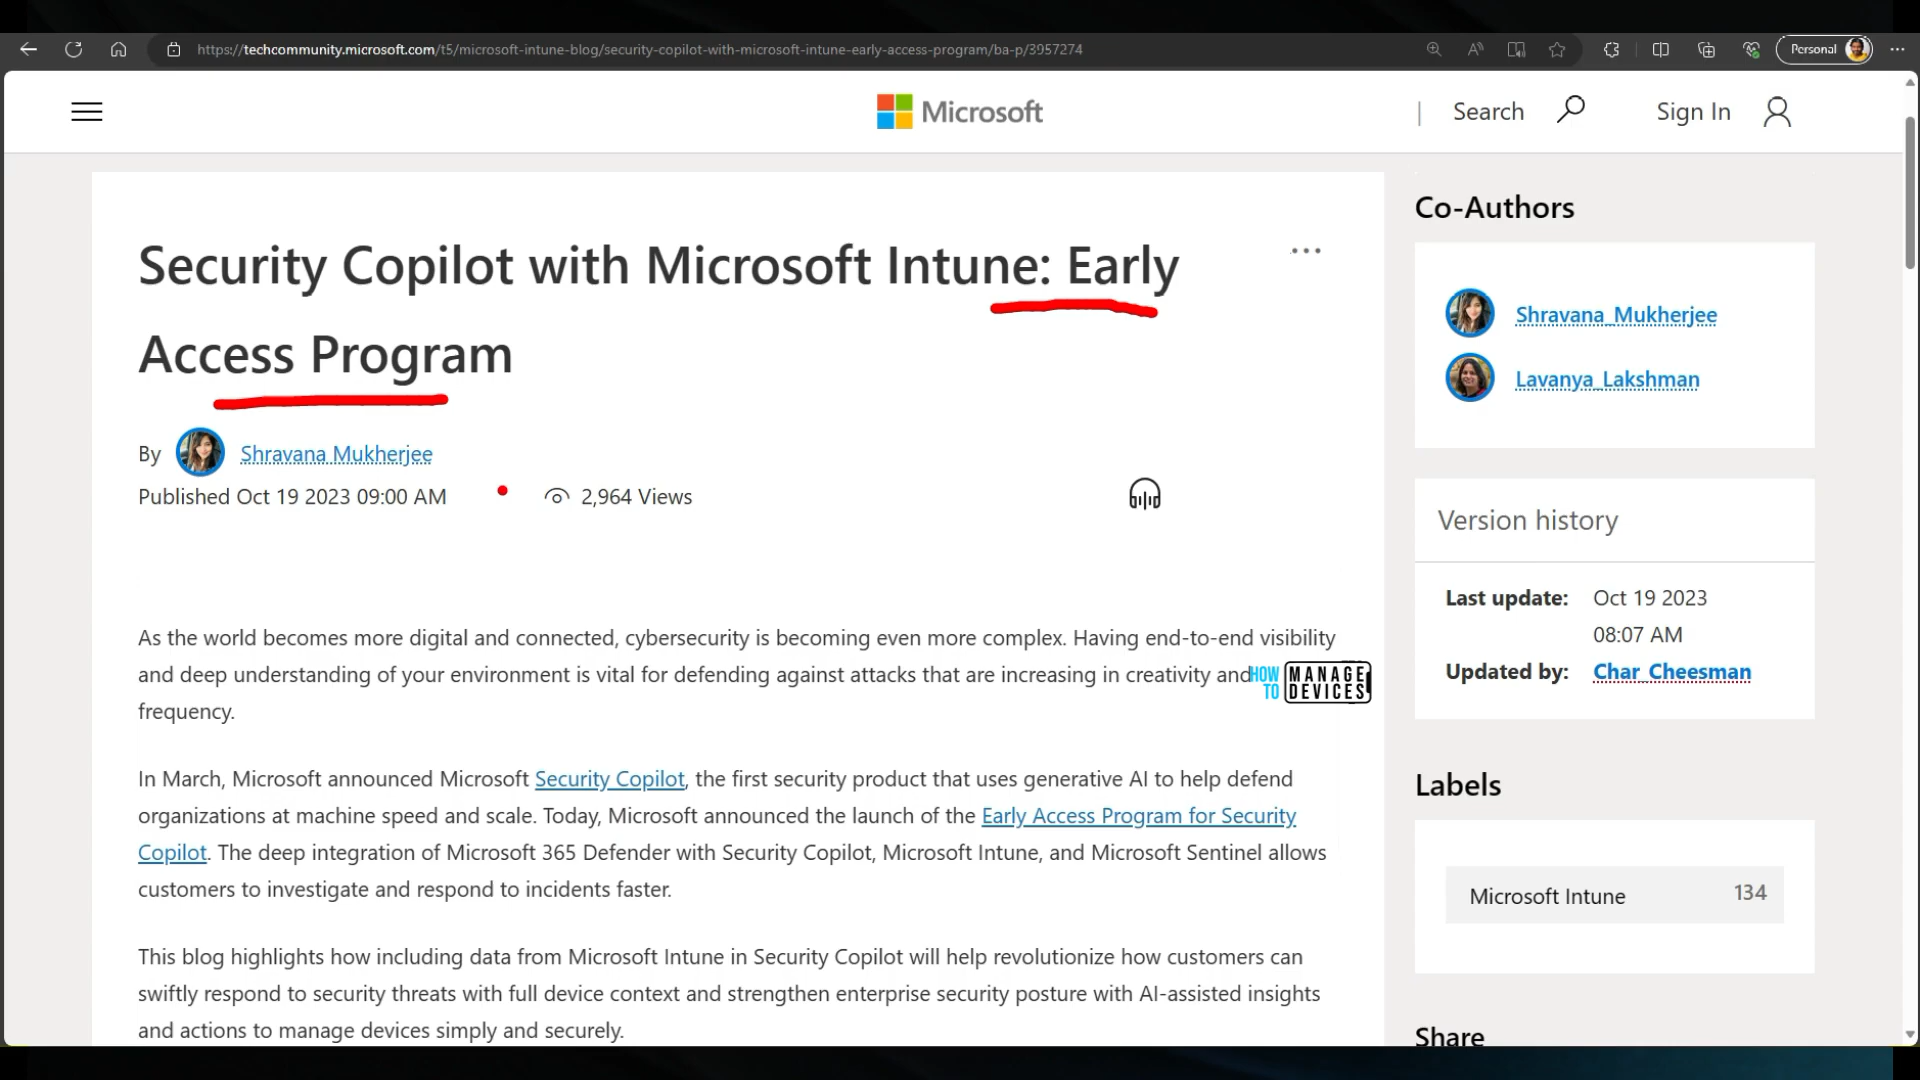 https://techcommunity.microsoft.com/t5/microsoft-intune-blog/security-copilot-with-microsoft-intune-early-access-program/ba-p/3957274
Personal
Microsoft
Search
Sign In
Security Copilot with Microsoft Intune: Early
Access Program
By Shravana Mukherjee
Published Oct 19 2023 09:00 AM
2,964 Views
As the world becomes more digital and connected, cybersecurity is becoming even more complex. Having end-to-end visibility
and deep understanding of your environment is vital for defending against attacks that are increasing in creativity and
frequency.
HOW TO MANAGE DEVICES
In March, Microsoft announced Microsoft Security Copilot, the first security product that uses generative AI to help defend
organizations at machine speed and scale. Today, Microsoft announced the launch of the Early Access Program for Security
Copilot. The deep integration of Microsoft 365 Defender with Security Copilot, Microsoft Intune, and Microsoft Sentinel allows
customers to investigate and respond to incidents faster.
This blog highlights how including data from Microsoft Intune in Security Copilot will help revolutionize how customers can
swiftly respond to security threats with full device context and strengthen enterprise security posture with AI-assisted insights
and actions to manage devices simply and securely.
Co-Authors
Shravana_Mukherjee
Lavanya_Lakshman
Version history
Last update: Oct 19 2023
08:07 AM
Updated by: Char_Cheesman
Labels
Microsoft Intune 134
Share